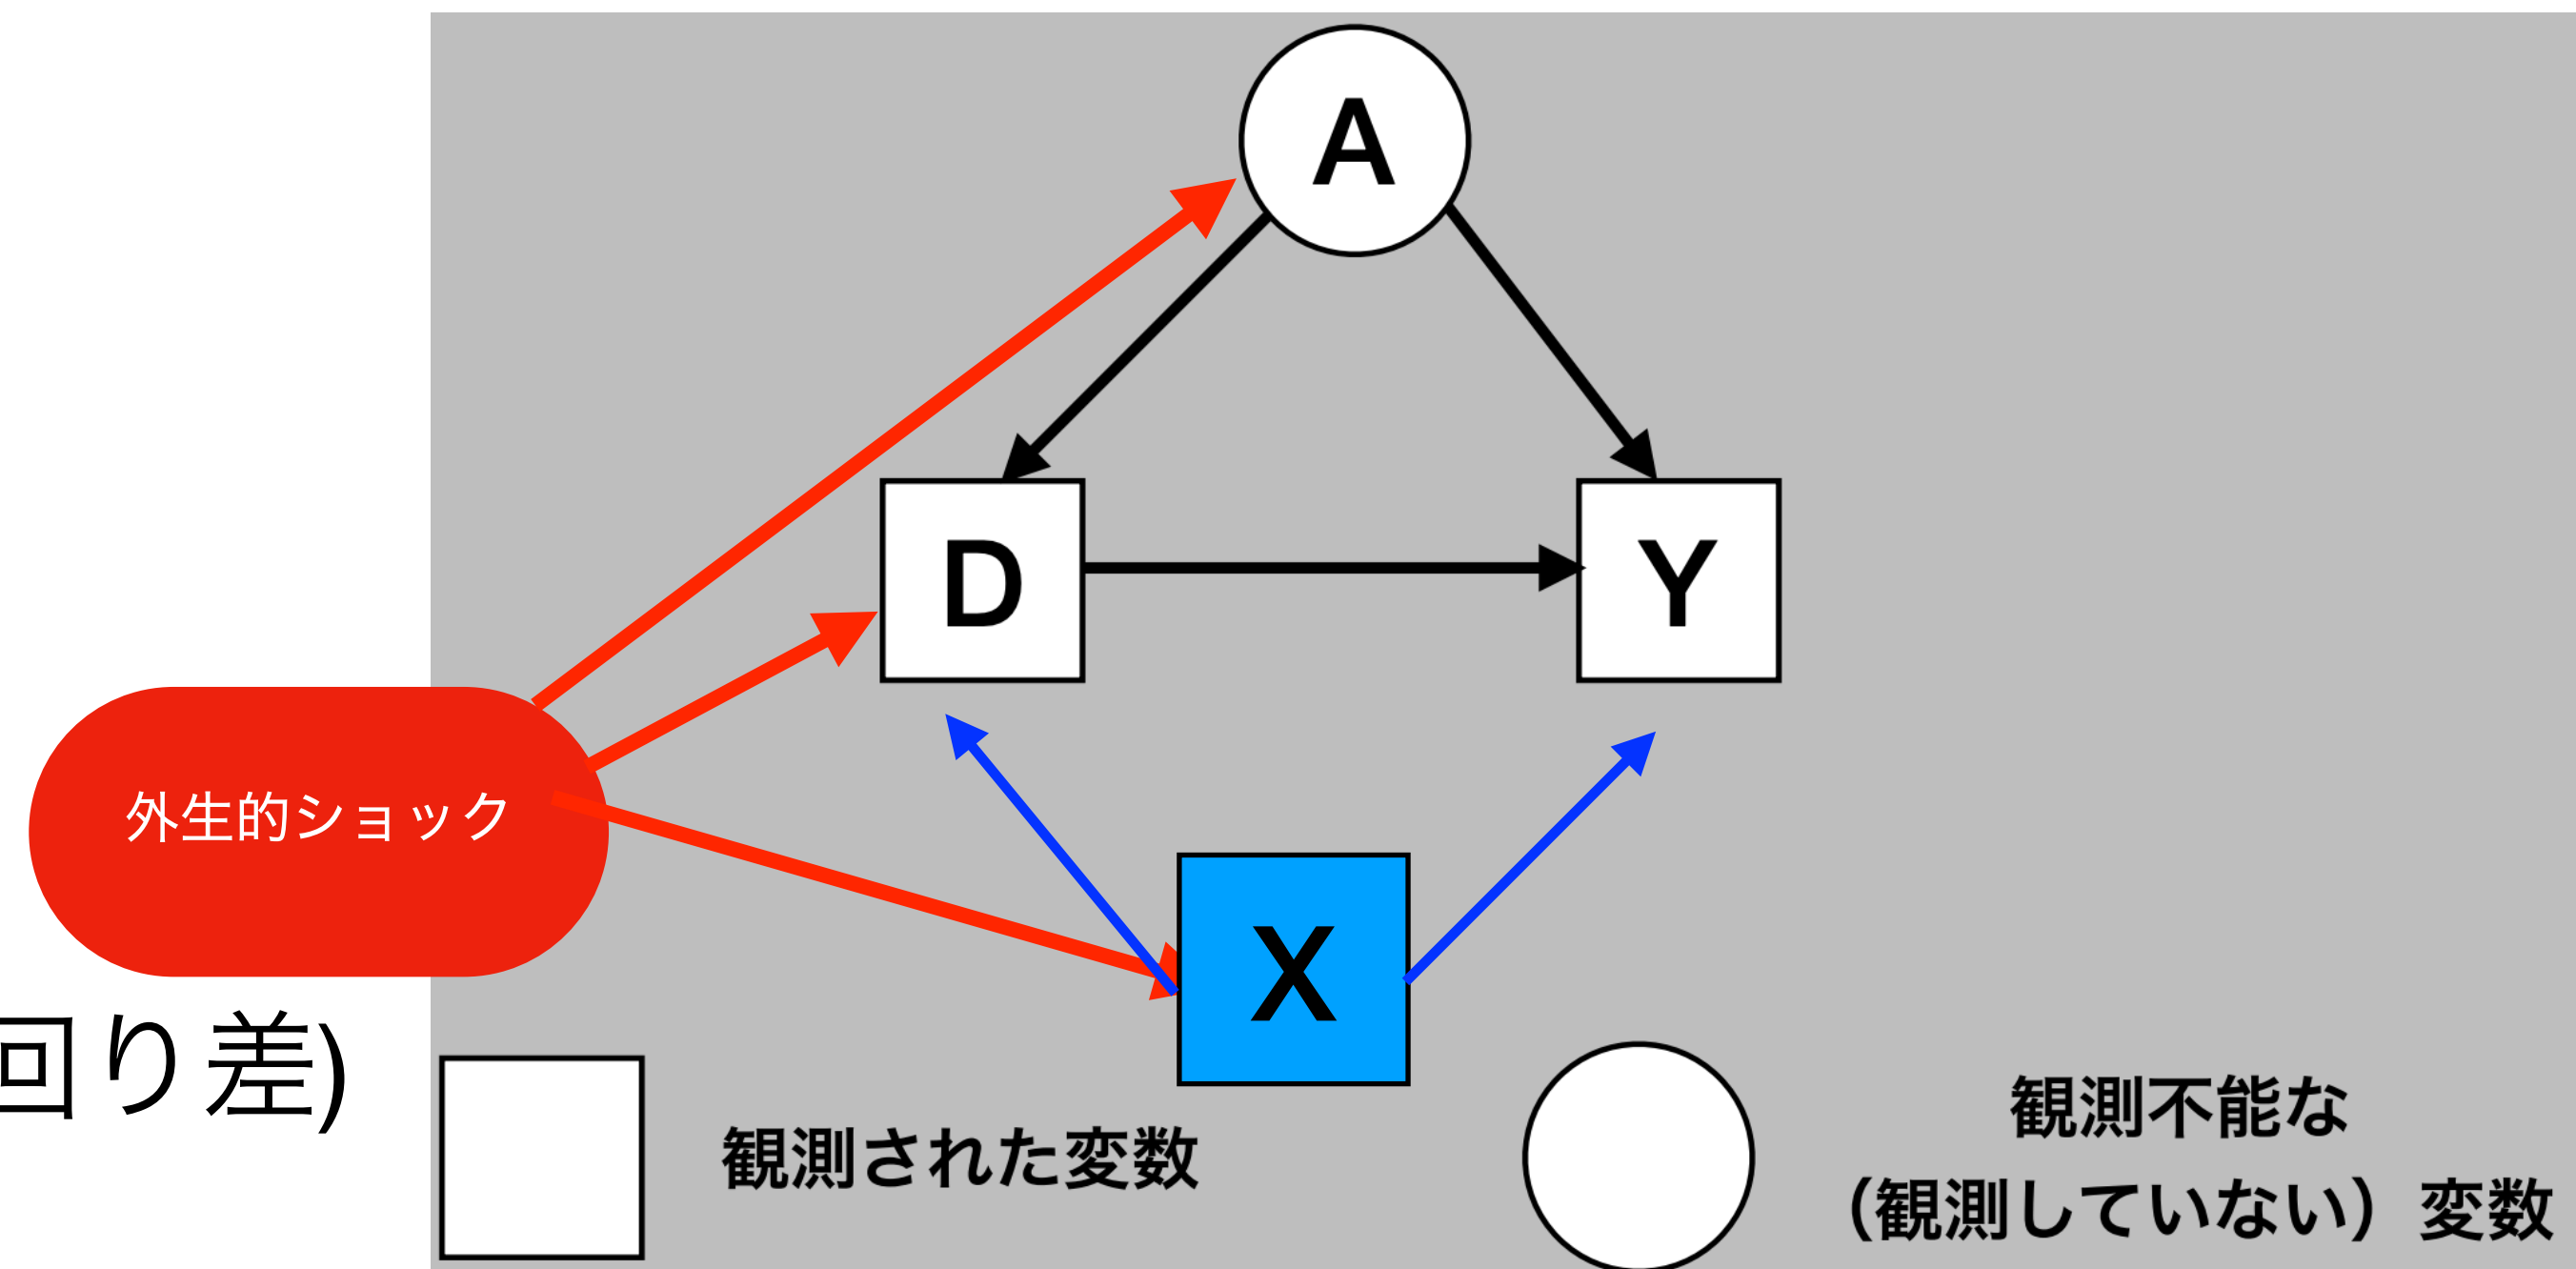 A
D
Y
外生的ショック
X
回り差)
観測された変数
観測不能な
（観測していない）変数